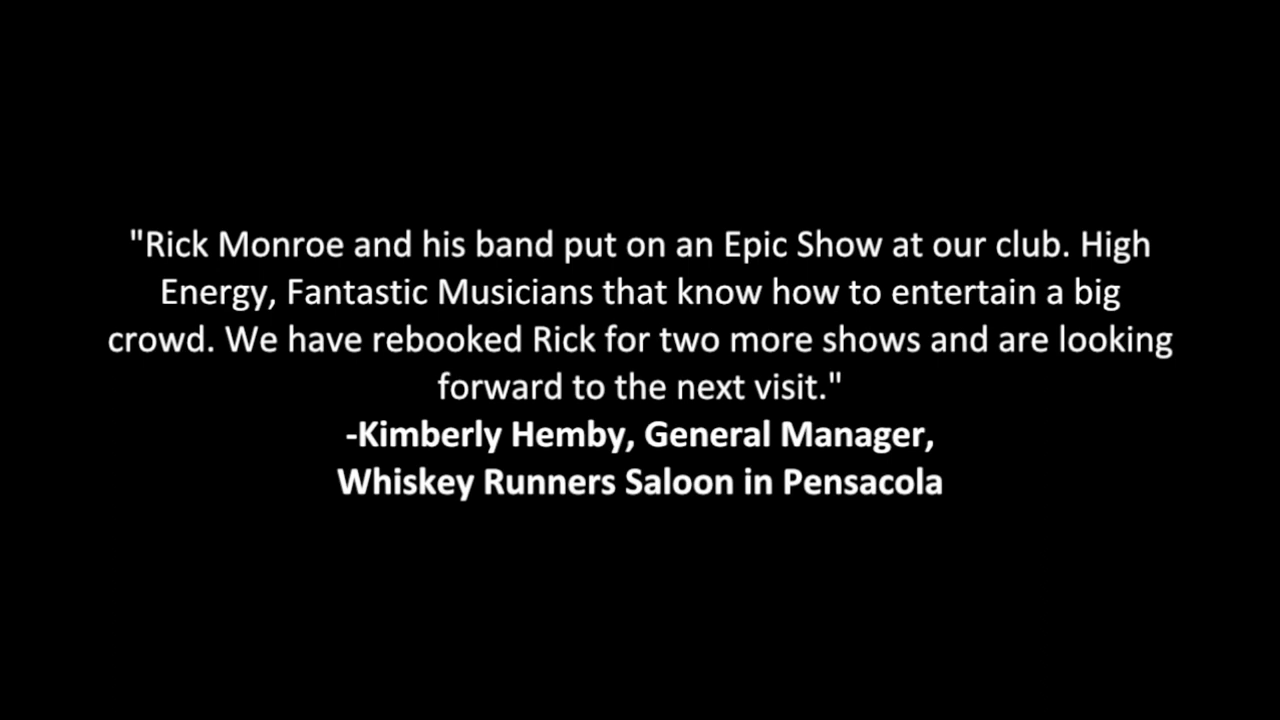 "Rick Monroe and his band put on an Epic Show at our club. High
Energy, Fantastic Musicians that know how to entertain a big
crowd. We have rebooked Rick for two more shows and are looking
forward to the next visit."
-Kimberly Hemby, General Manager,
Whiskey Runners Saloon in Pensacola